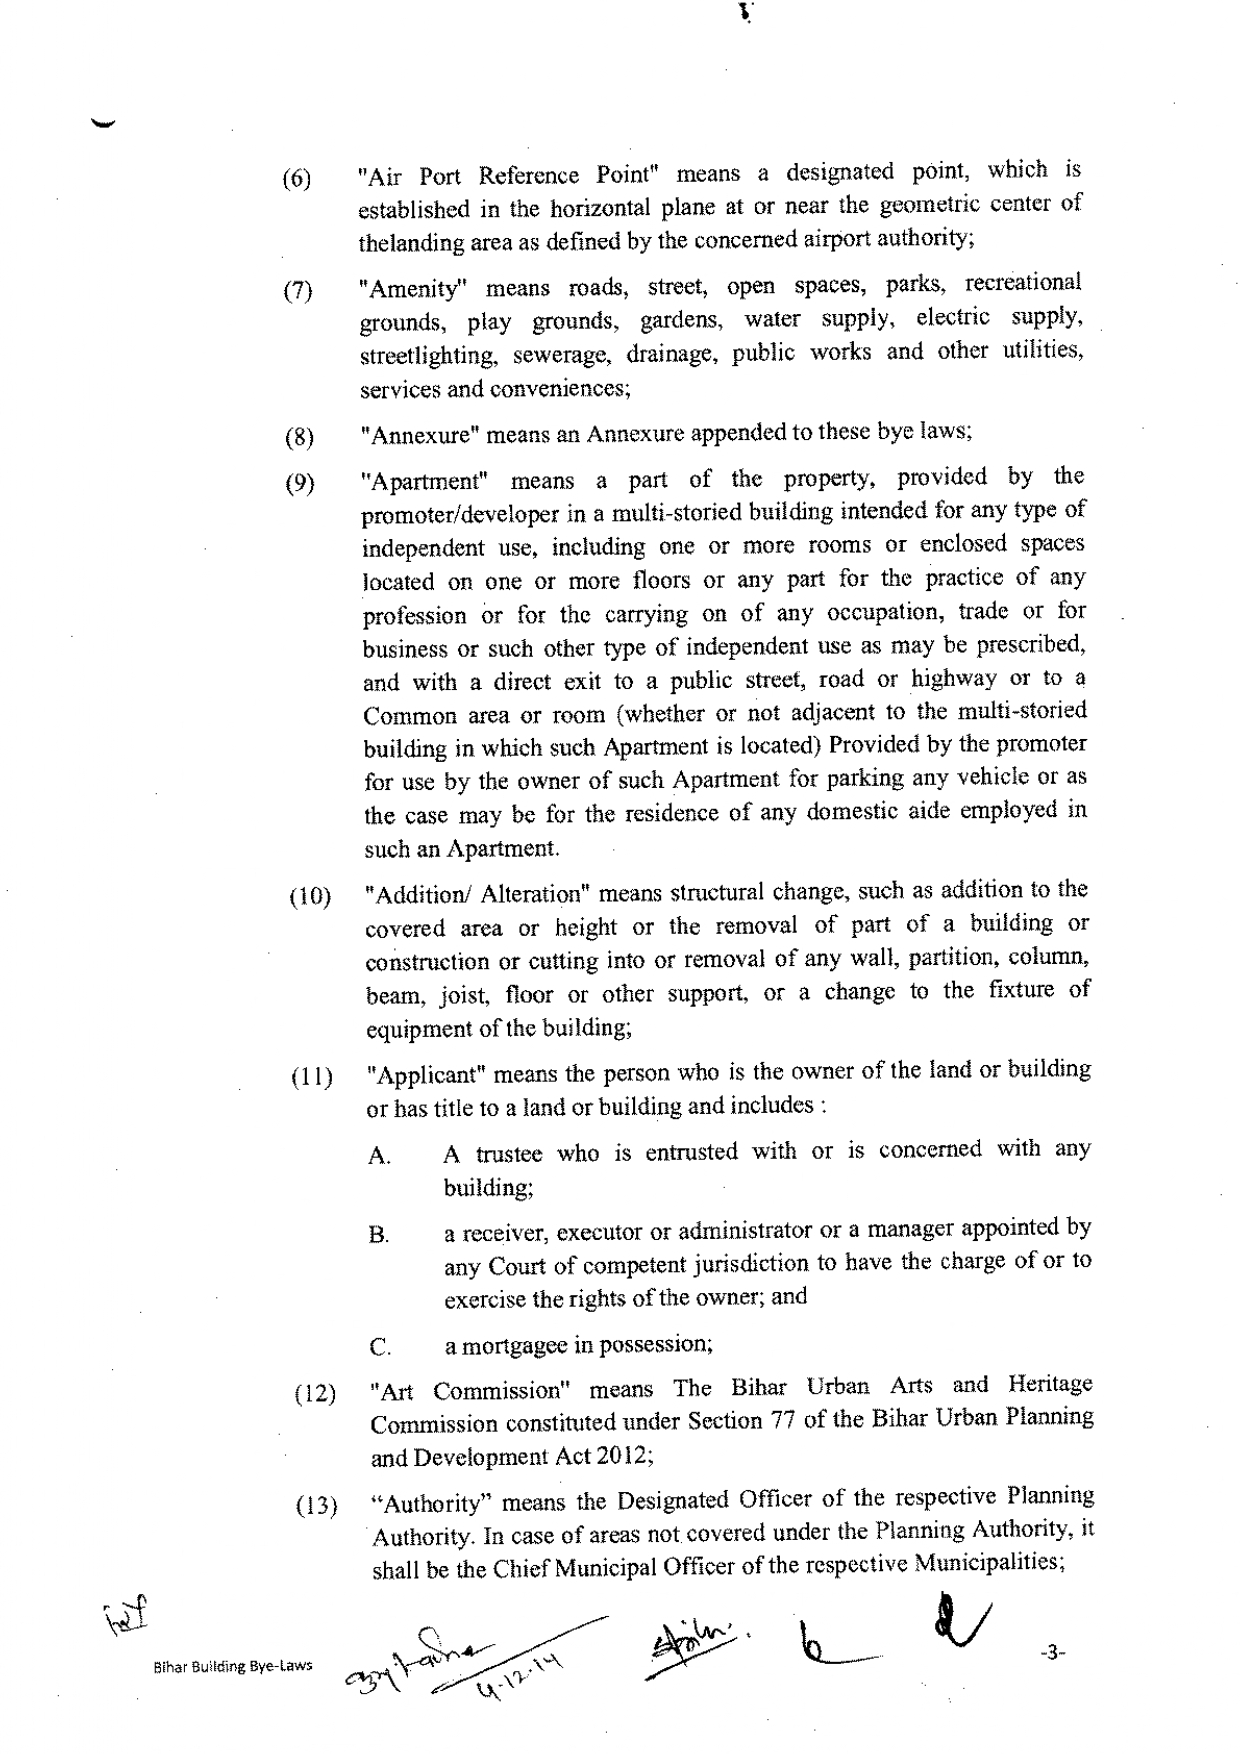 (6) "Air Port Reference Point" means a designated point, which is
established in the horizontal plane at or near the geometric center of
thelanding area as defined by the concerned airport authority;
(7) "Amenity" means roads, street, open spaces, parks, recreational
grounds, play grounds, gardens, water supply, electric supply,
streetlighting, sewerage, drainage, public works and other utilities,
services and conveniences;
(8) "Annexure" means an Annexure appended to these bye laws;
(9) "Apartment" means a part of the property, provided by the
promoter/developer in a multi-storied building intended for any type of
independent use, including one or more rooms or enclosed spaces
located on one or more floors or any part for the practice of any
profession or for the carrying on of any occupation, trade or for
business or such other type of independent use as may be prescribed,
and with a direct exit to a public street, road or highway or to a
Common area or room (whether or not adjacent to the multi-storied
building in which such Apartment is located) Provided by the promoter
for use by the owner of such Apartment for parking any vehicle or as
the case may be for the residence of any domestic aide employed in
such an Apartment.
(10) "Addition/ Alteration" means structural change, such as addition to the
covered area or height or the removal of part of a building or
construction or cutting into or removal of any wall, partition, column,
beam, joist, floor or other support, or a change to the fixture of
equipment of the building;
(11) "Applicant" means the person who is the owner of the land or building
or has title to a land or building and includes :
A. A trustee who is entrusted with or is concerned with any
building;
B. a receiver, executor or administrator or a manager appointed by
any Court of competent jurisdiction to have the charge of or to
exercise the rights of the owner; and
C. a mortgagee in possession;
(12) "Art Commission" means The Bihar Urban Arts and Heritage
Commission constituted under Section 77 of the Bihar Urban Planning
and Development Act 2012;
(13) “Authority” means the Designated Officer of the respective Planning
Authority. In case of areas not covered under the Planning Authority, it
shall be the Chief Municipal Officer of the respective Municipalities;
4.12.14
Bihar Building Bye-Laws -3-